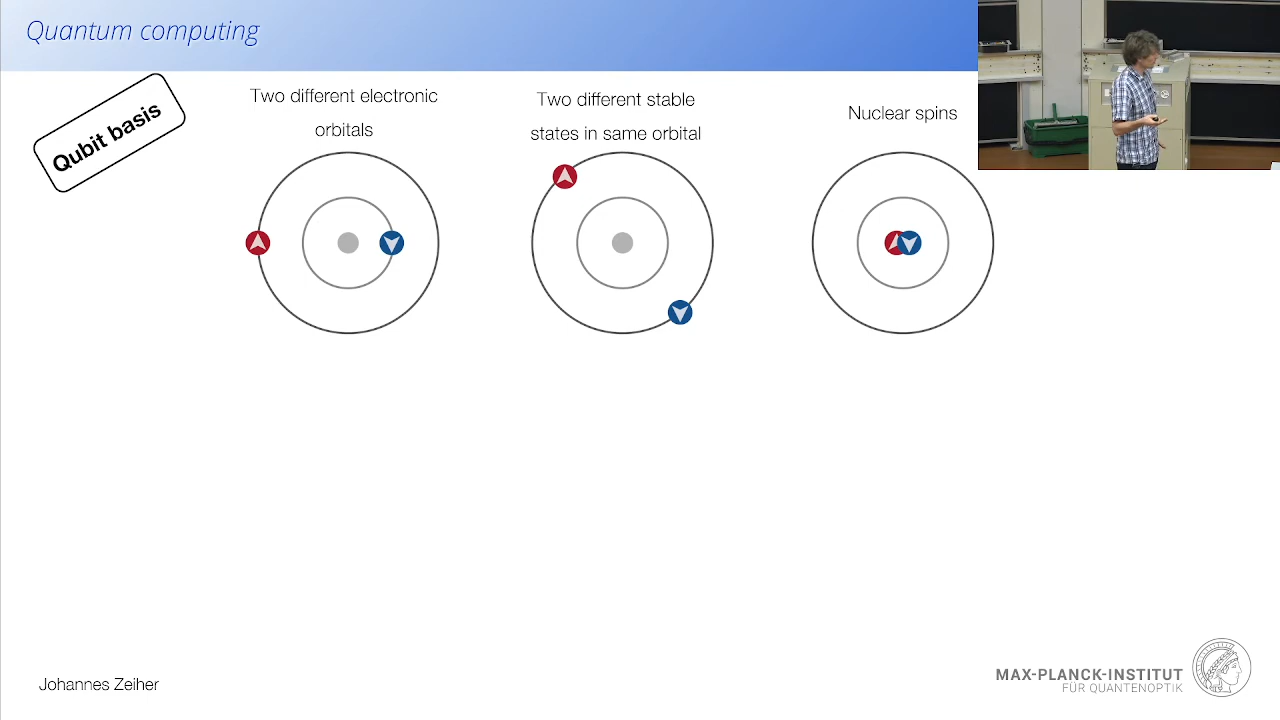 Quantum computing
Qubit basis
Two different electronic
orbitals
Two different stable
states in same orbital
Nuclear spins
Johannes Zeiher
MAX-PLANCK-INSTITUT
FÜR QUANTENOPTIK